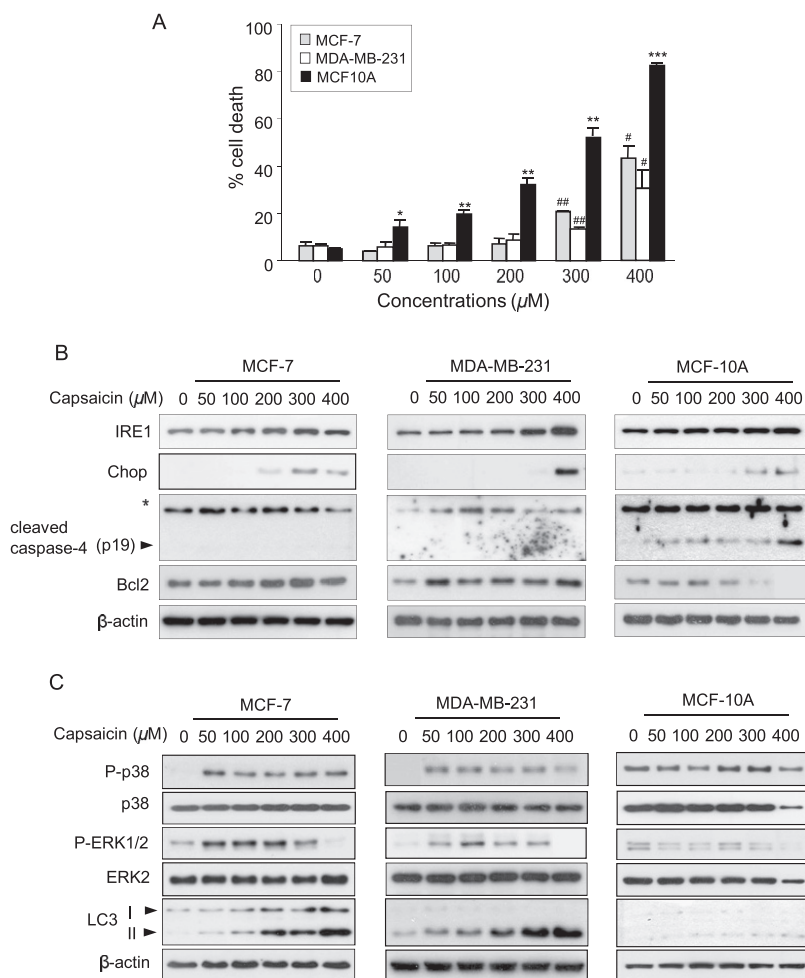 A
MCF-7
MDA-MB-231
MCF10A
% cell death
100
80
60
40
20
0
*
**
**
##
##
**
#
#
***
0 50 100 200 300 400
Concentrations (µM)
B
MCF-7 MDA-MB-231 MCF-10A
Capsaicin (µM) 0 50 100 200 300 400 0 50 100 200 300 400 0 50 100 200 300 400
IRE1
Chop
*
cleaved
caspase-4 (p19)
Bcl2
β-actin
C
MCF-7 MDA-MB-231 MCF-10A
Capsaicin (µM) 0 50 100 200 300 400 0 50 100 200 300 400 0 50 100 200 300 400
P-p38
p38
P-ERK1/2
ERK2
LC3 I
II
β-actin